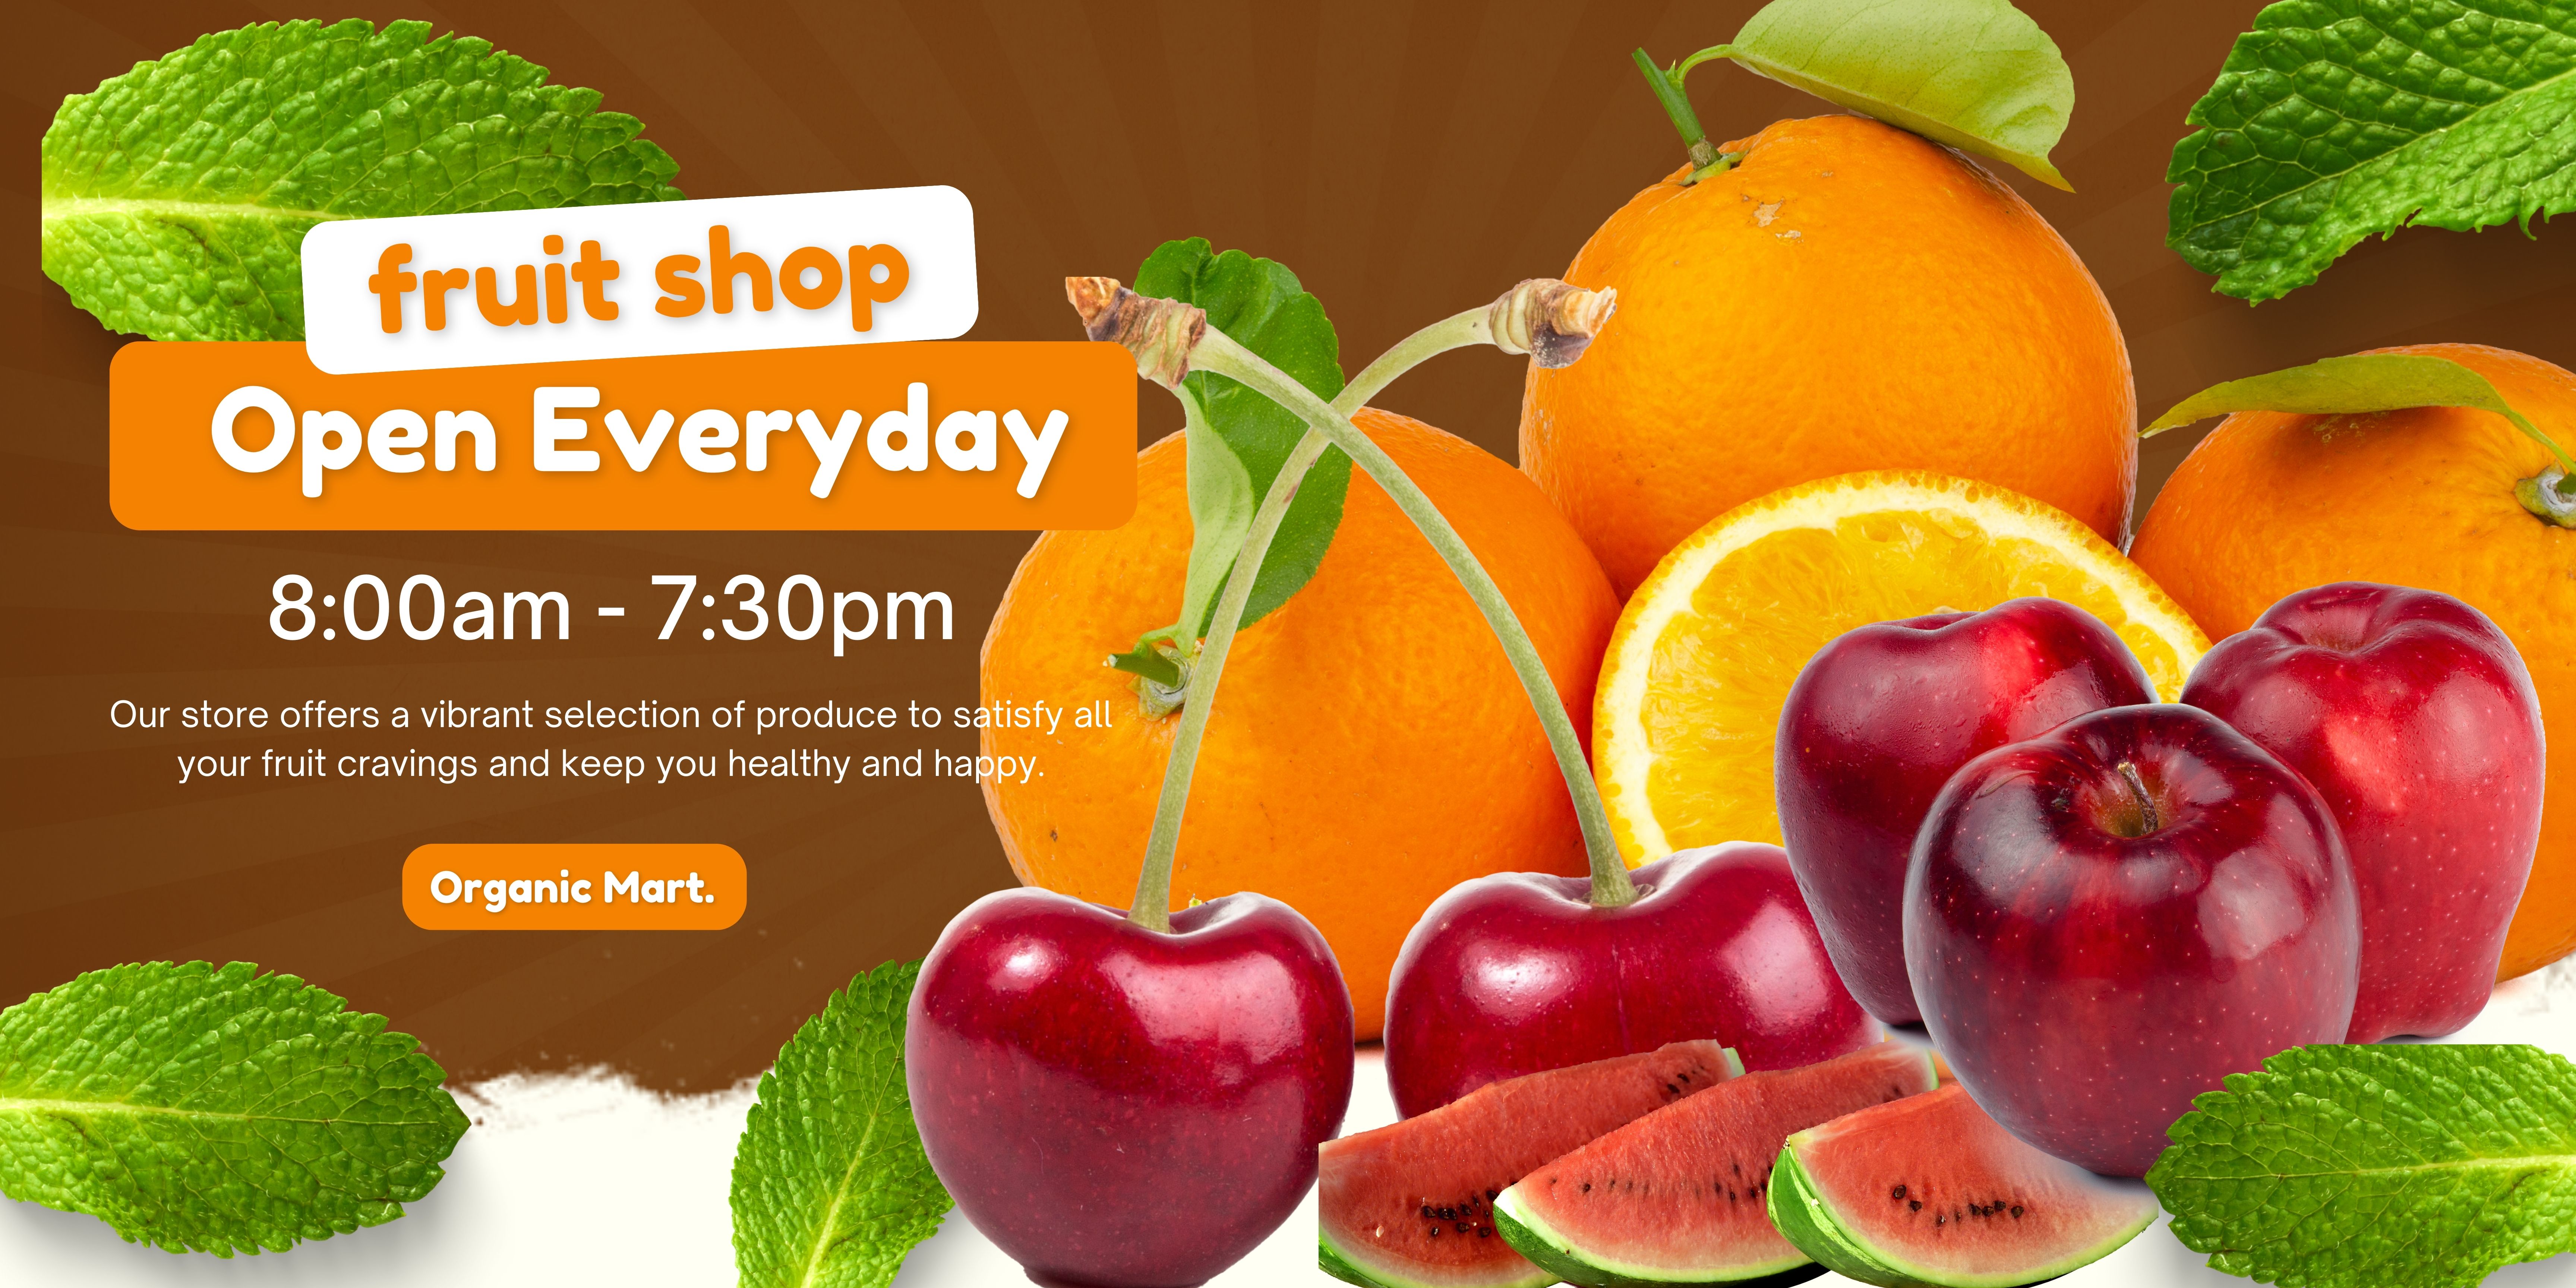 fruit shop
Open Everyday
8:00am - 7:30pm
Our store offers a vibrant selection of produce to satisfy all
your fruit cravings and keep you healthy and happy.
Organic Mart.